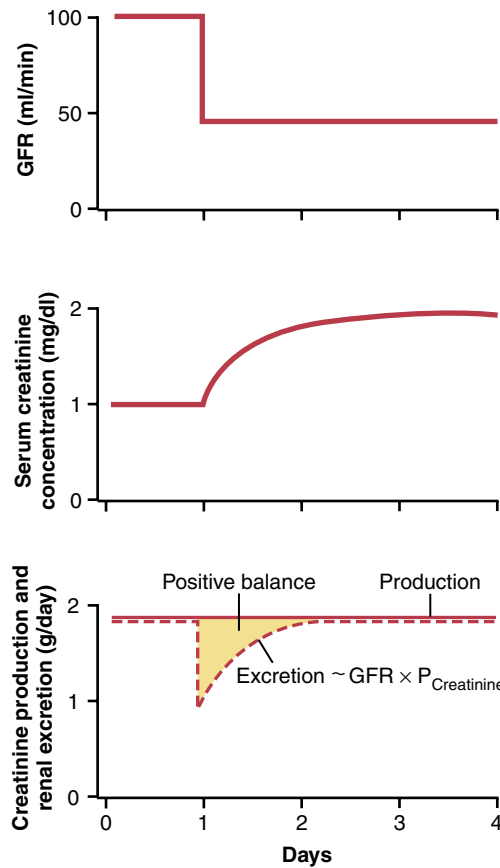 GFR (ml/min)
100
50
0
Serum creatinine
concentration (mg/dl)
2
1
0
Creatinine production and
renal excretion (g/day)
2
1
0
Positive balance
Production
Excretion ~ GFR × PCreatinine
0 1 2 3 4
Days